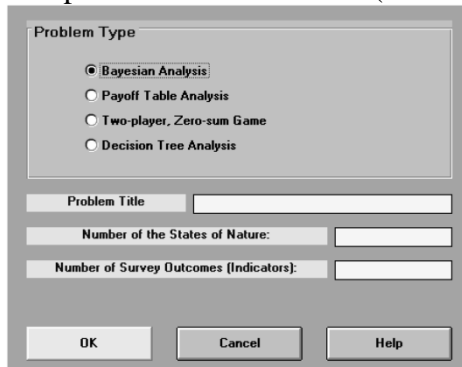 Problem Type
Bayesian Analysis
Payoff Table Analysis
Two-player, Zero-sum Game
Decision Tree Analysis
Problem Title
Number of the States of Nature:
Number of Survey Outcomes (Indicators):
OK Cancel Help